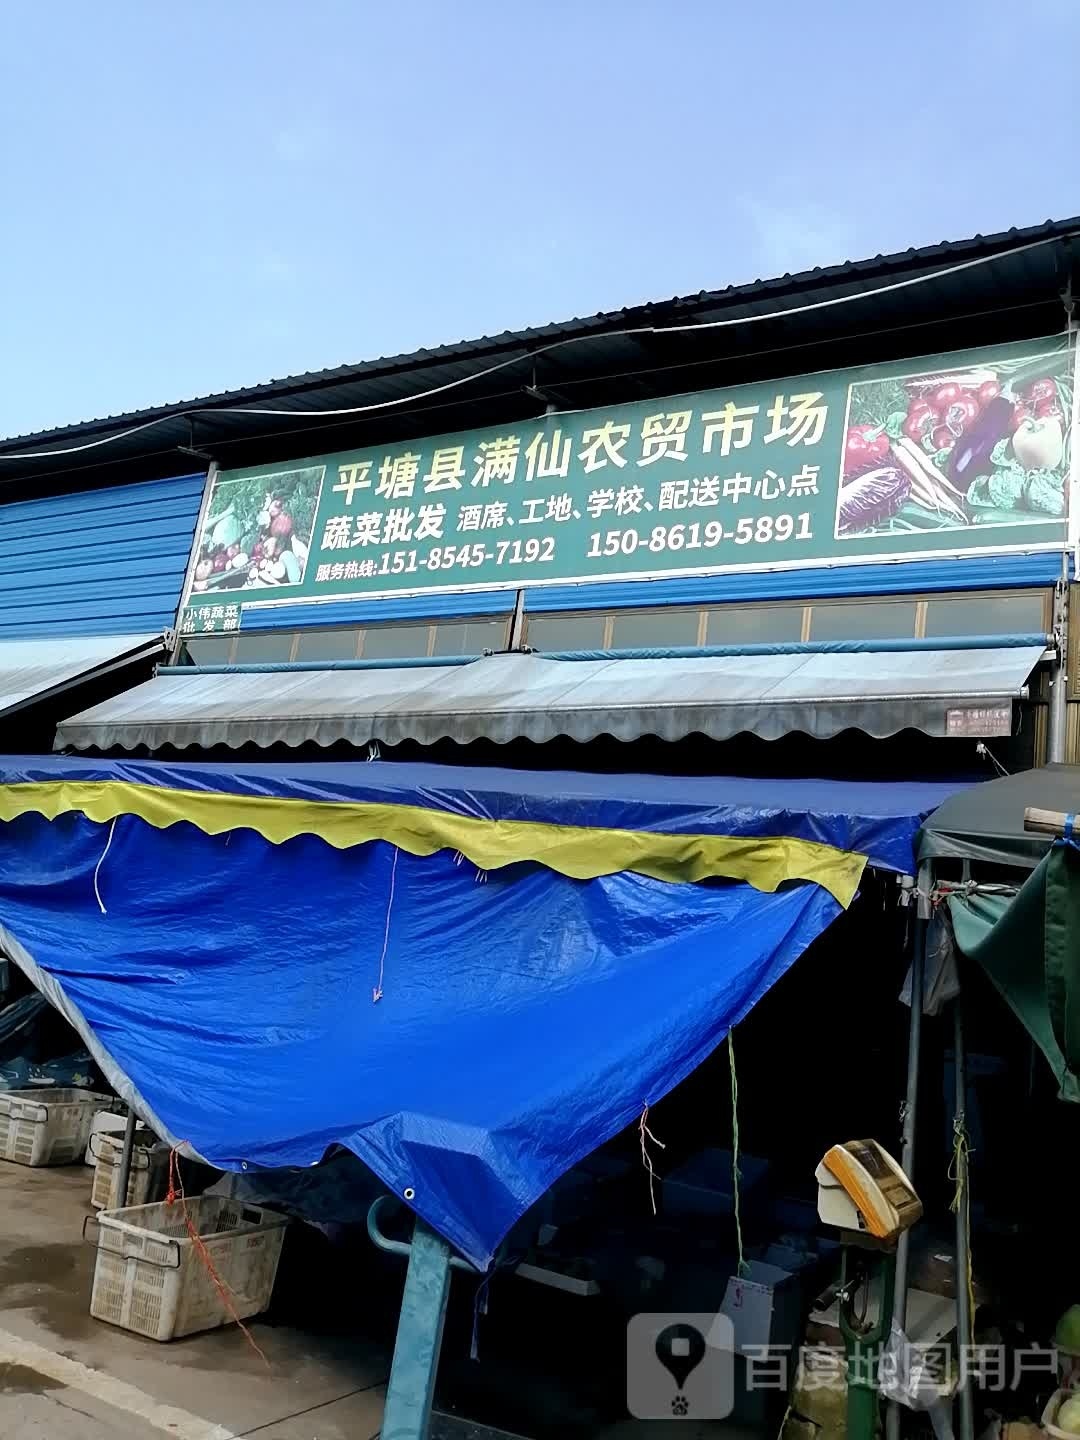 平塘县满仙农贸市场
蔬菜批发 酒席、工地、学校、配送中心点
服务热线:151-8545-7192 150-8619-5891
小伟蔬菜
批发部
百度地图用户